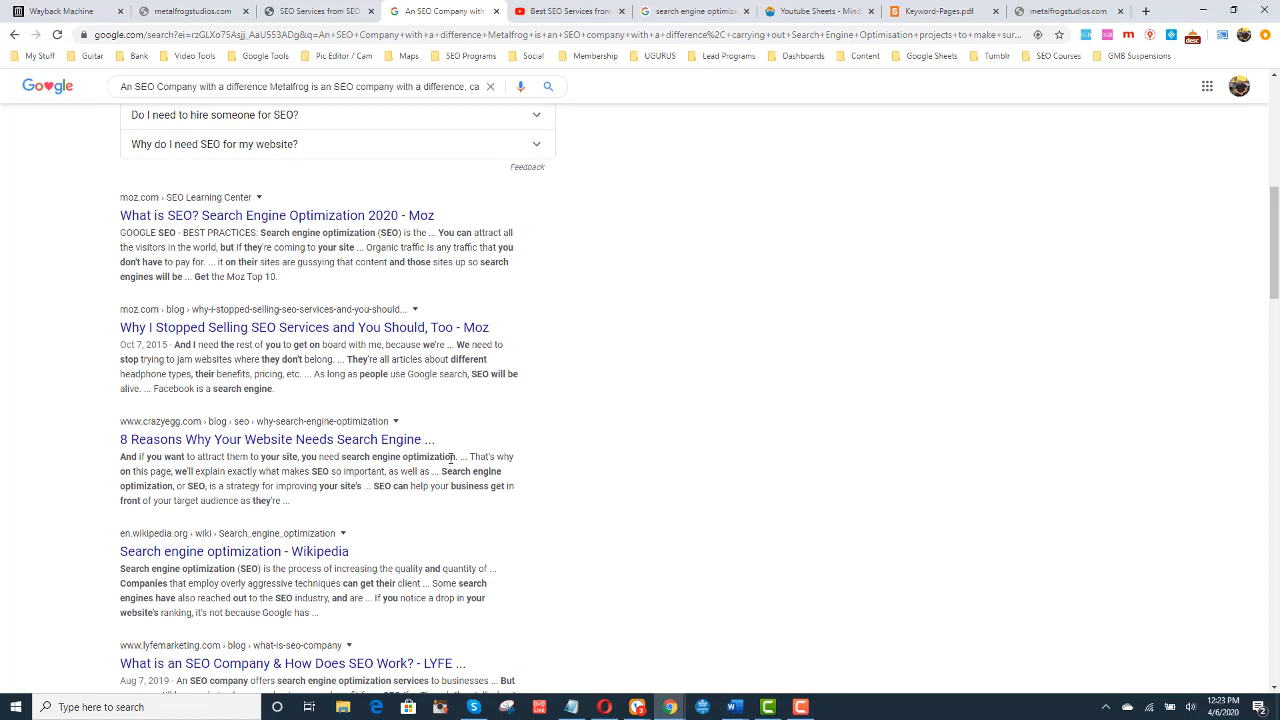 Wayback Machine
metalfrogstudios.com
SEO Services from SEO
An SEO Company with
Best SEO Services from
search engine optimiz
Youtube Sheets - Mind
Keyword-Pages.pdf
metalfrogstudios.com
google.com/search?ei=rzGLXo75Asjj_AaU553ADg&q=An+SEO+Company+with+a+difference+Metalfrog+is+an+SEO+company+with+a+difference%2C+carrying+out+Search+Engine+Optimisation+projects+to+make+sur...
My Stuff
Bank
Video Tools
Google Tools
Pic Editor / Cam
Maps
SEO Programs
Social
Membership
UGURUS
Lead Programs
Dashboards
Content
Google Sheets
Tumblr
SEO Courses
GMB Suspensions
Google
An SEO Company with a difference Metalfrog is an SEO company with a difference, ca
Do I need to hire someone for SEO?
Why do I need SEO for my website?
Feedback
moz.com › SEO Learning Center
What is SEO? Search Engine Optimization 2020 - Moz
GOOGLE SEO - BEST PRACTICES: Search engine optimization (SEO) is the ... You can attract all
the visitors in the world, but if they're coming to your site ... Organic traffic is any traffic that you
don't have to pay for. ... it on their sites are gussying that content and those sites up so search
engines will be ... Get the Moz Top 10.
moz.com › blog › why-i-stopped-selling-seo-services-and-you-should...
Why I Stopped Selling SEO Services and You Should, Too - Moz
Oct 7, 2015 - And I need the rest of you to get on board with me, because we're ... We need to
stop trying to jam websites where they don't belong. ... They're all articles about different
headphone types, their benefits, pricing, etc. ... As long as people use Google search, SEO will be
alive. ... Facebook is a search engine.
www.crazyegg.com › blog › seo › why-search-engine-optimization
8 Reasons Why Your Website Needs Search Engine ...
And if you want to attract them to your site, you need search engine optimization. ... That's why
on this page, we'll explain exactly what makes SEO so important, as well as ... Search engine
optimization, or SEO, is a strategy for improving your site's ... SEO can help your business get in
front of your target audience as they're ...
en.wikipedia.org › wiki › Search_engine_optimization
Search engine optimization - Wikipedia
Search engine optimization (SEO) is the process of increasing the quality and quantity of ...
Companies that employ overly aggressive techniques can get their client ... Some search
engines have also reached out to the SEO industry, and are ... If you notice a drop in your
website's ranking, it's not because Google has ...
www.lyfemarketing.com › blog › what-is-seo-company
What is an SEO Company & How Does SEO Work? - LYFE ...
Aug 7, 2019 - An SEO company offers search engine optimization services to businesses ... But
Type here to search
12:23 PM
4/6/2020